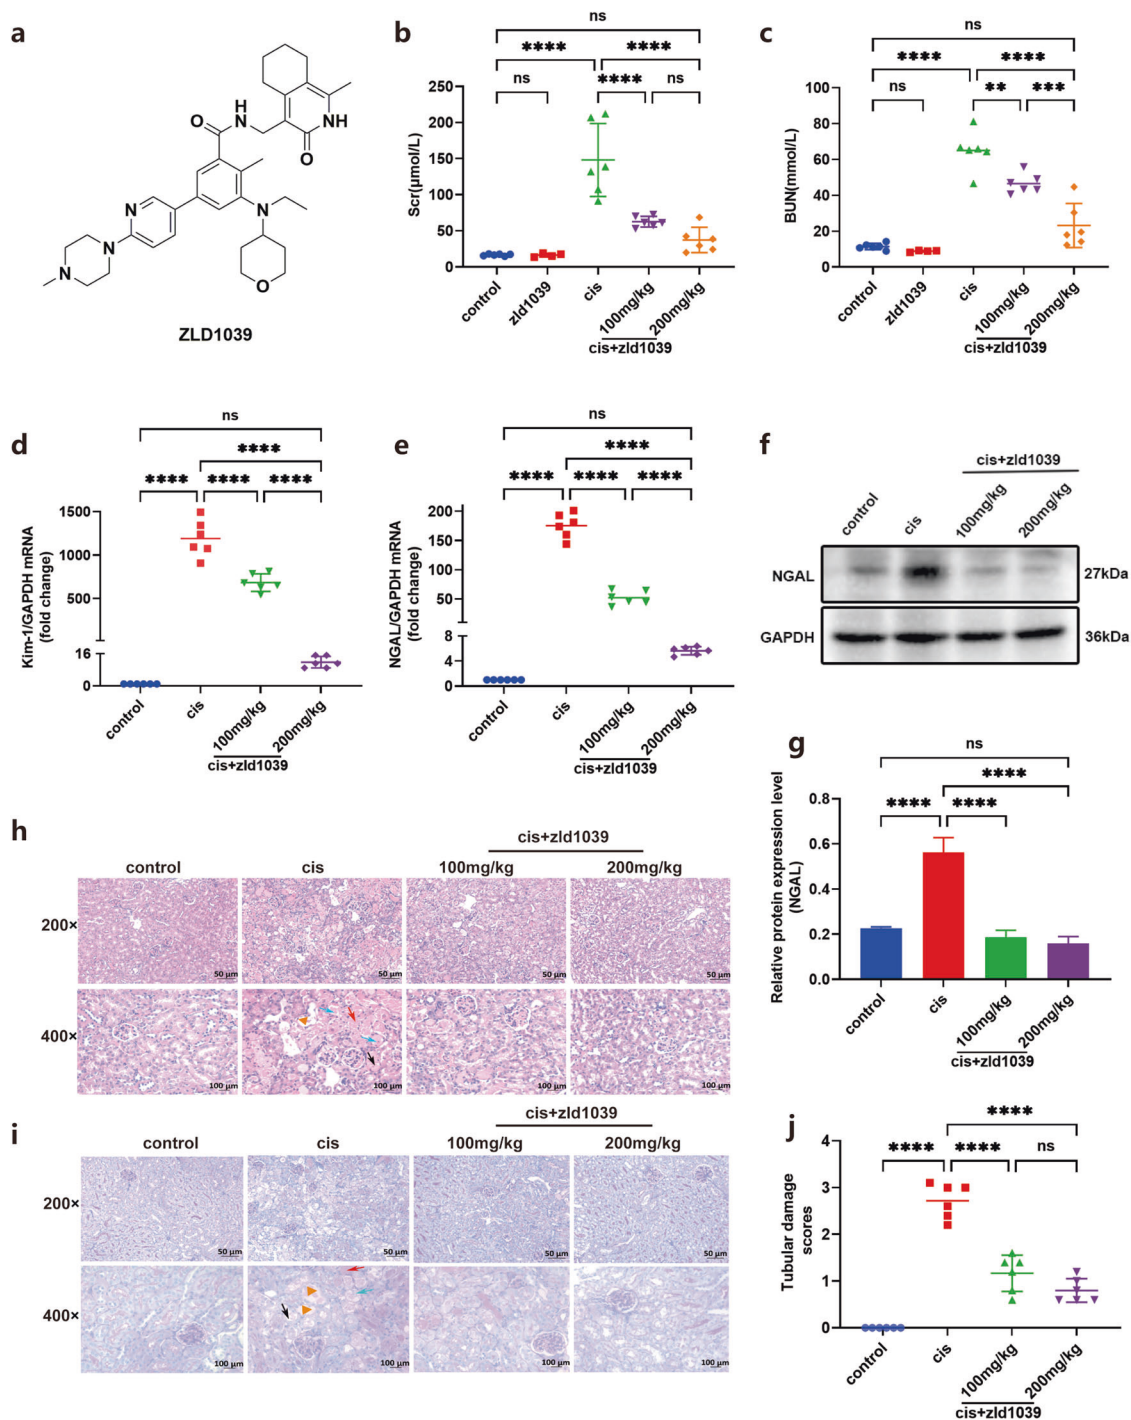 a
O
H
N
NH
O
N
N
N
N
O
ZLD1039
b
ns
****
****
ns
****
ns
Scr(μmol/L)
250
200
150
100
50
0
control
zld1039
cis
100mg/kg
200mg/kg
cis+zld1039
c
ns
****
****
ns
**
***
BUN(mmol/L)
100
80
60
40
20
0
control
zld1039
cis
100mg/kg
200mg/kg
cis+zld1039
d
ns
****
****
****
****
Kim-1/GAPDH mRNA
(fold change)
1500
1000
500
16
0
control
cis
100mg/kg
200mg/kg
cis+zld1039
e
ns
****
****
****
****
NGAL/GAPDH mRNA
(fold change)
200
150
100
50
8
4
0
control
cis
100mg/kg
200mg/kg
cis+zld1039
f
cis+zld1039
control
cis
100mg/kg
200mg/kg
NGAL
27kDa
GAPDH
36kDa
g
ns
****
****
****
Relative protein expression level
(NGAL)
0.8
0.6
0.4
0.2
0.0
control
cis
100mg/kg
200mg/kg
cis+zld1039
h
cis+zld1039
control
cis
100mg/kg
200mg/kg
200×
50 μm
50 μm
50 μm
50 μm
400×
100 μm
100 μm
100 μm
100 μm
i
cis+zld1039
control
cis
100mg/kg
200mg/kg
200×
50 μm
50 μm
50 μm
50 μm
400×
100 μm
100 μm
100 μm
100 μm
j
****
****
****
ns
Tubular damage
scores
4
3
2
1
0
control
cis
100mg/kg
200mg/kg
cis+zld1039